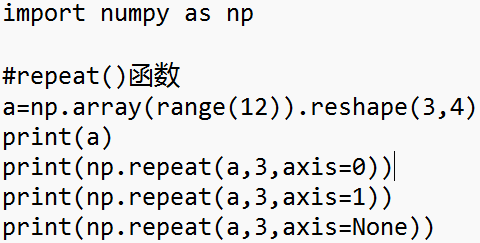 import numpy as np
#repeat()函数
a=np.array(range(12)).reshape(3,4)
print(a)
print(np.repeat(a,3,axis=0))
print(np.repeat(a,3,axis=1))
print(np.repeat(a,3,axis=None))